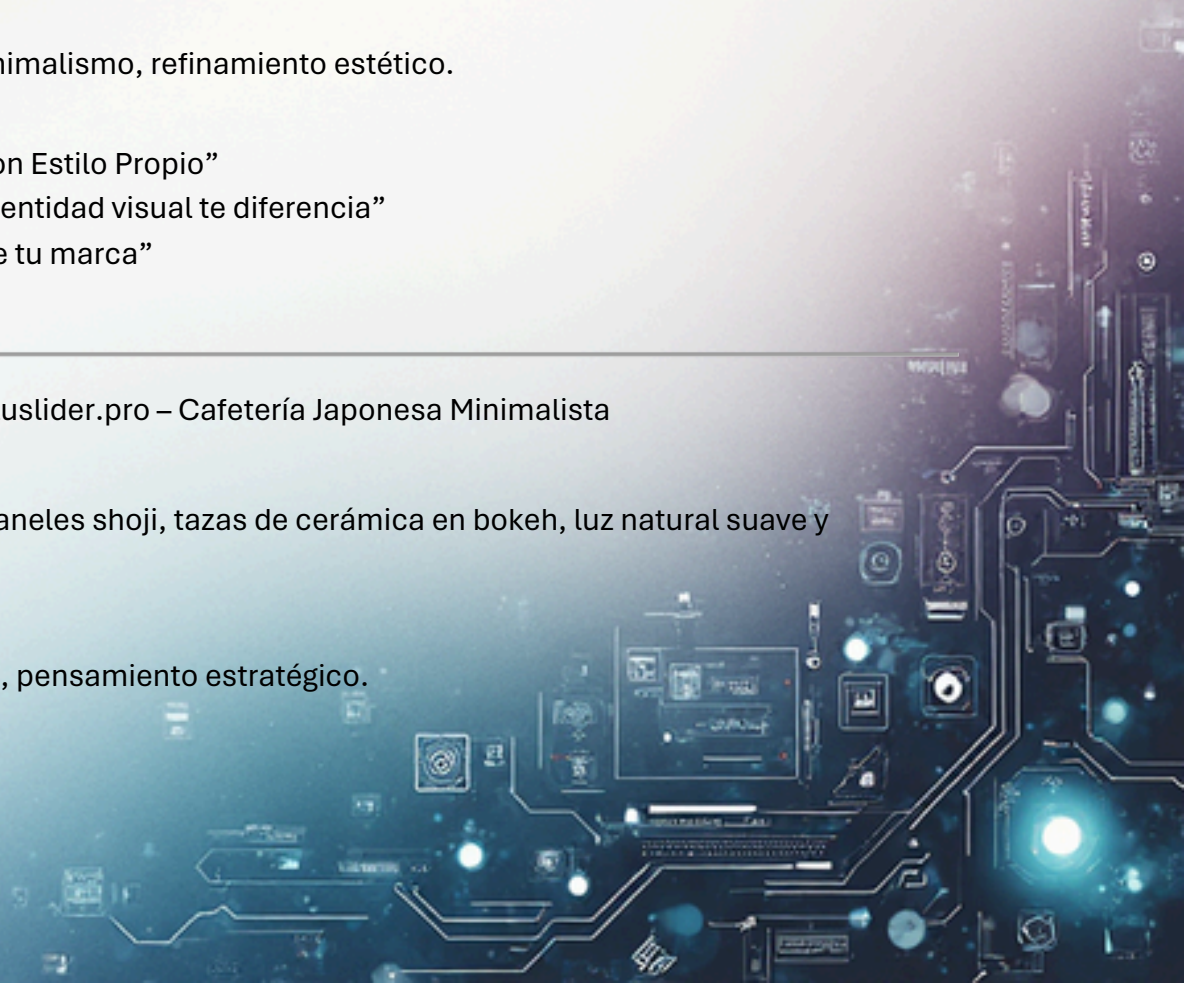 nimalismo, refinamiento estético.
on Estilo Propio”
entidad visual te diferencia”
e tu marca”
uslider.pro – Cafetería Japonesa Minimalista
aneles shoji, tazas de cerámica en bokeh, luz natural suave y
, pensamiento estratégico.